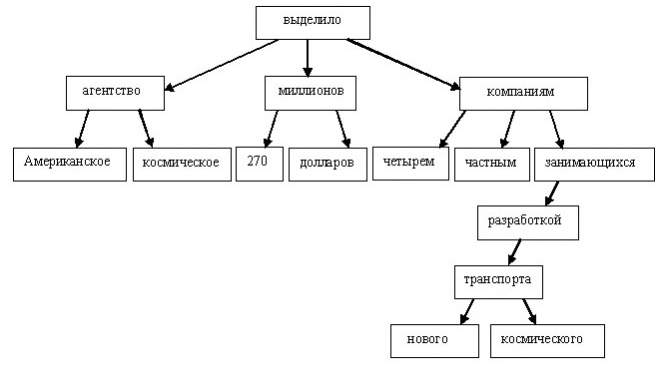 выделило
агентство миллионов компаниям
Американское космическое 270 долларов четырем частным занимающихся
разработкой
транспорта
нового космического